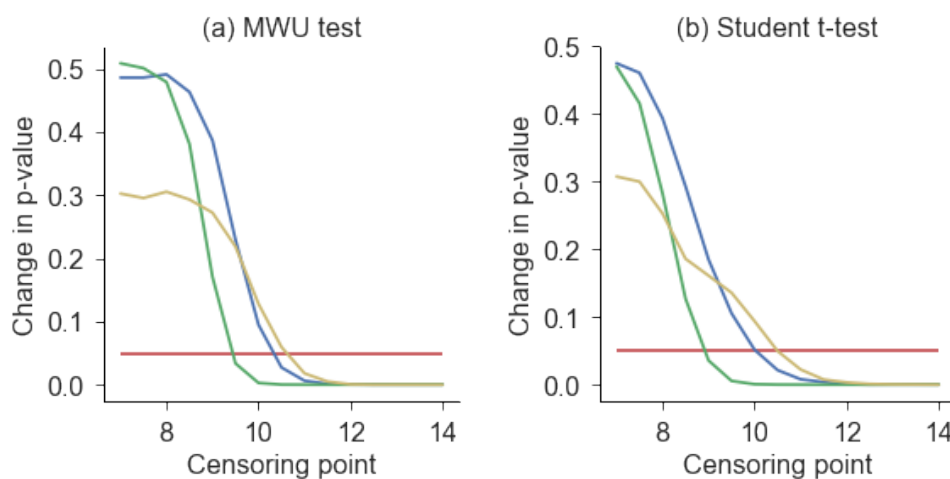 (a) MWU test
Change in p-value
0.5
0.4
0.3
0.2
0.1
0.0
8 10 12 14
Censoring point
(b) Student t-test
Change in p-value
0.5
0.4
0.3
0.2
0.1
0.0
8 10 12 14
Censoring point